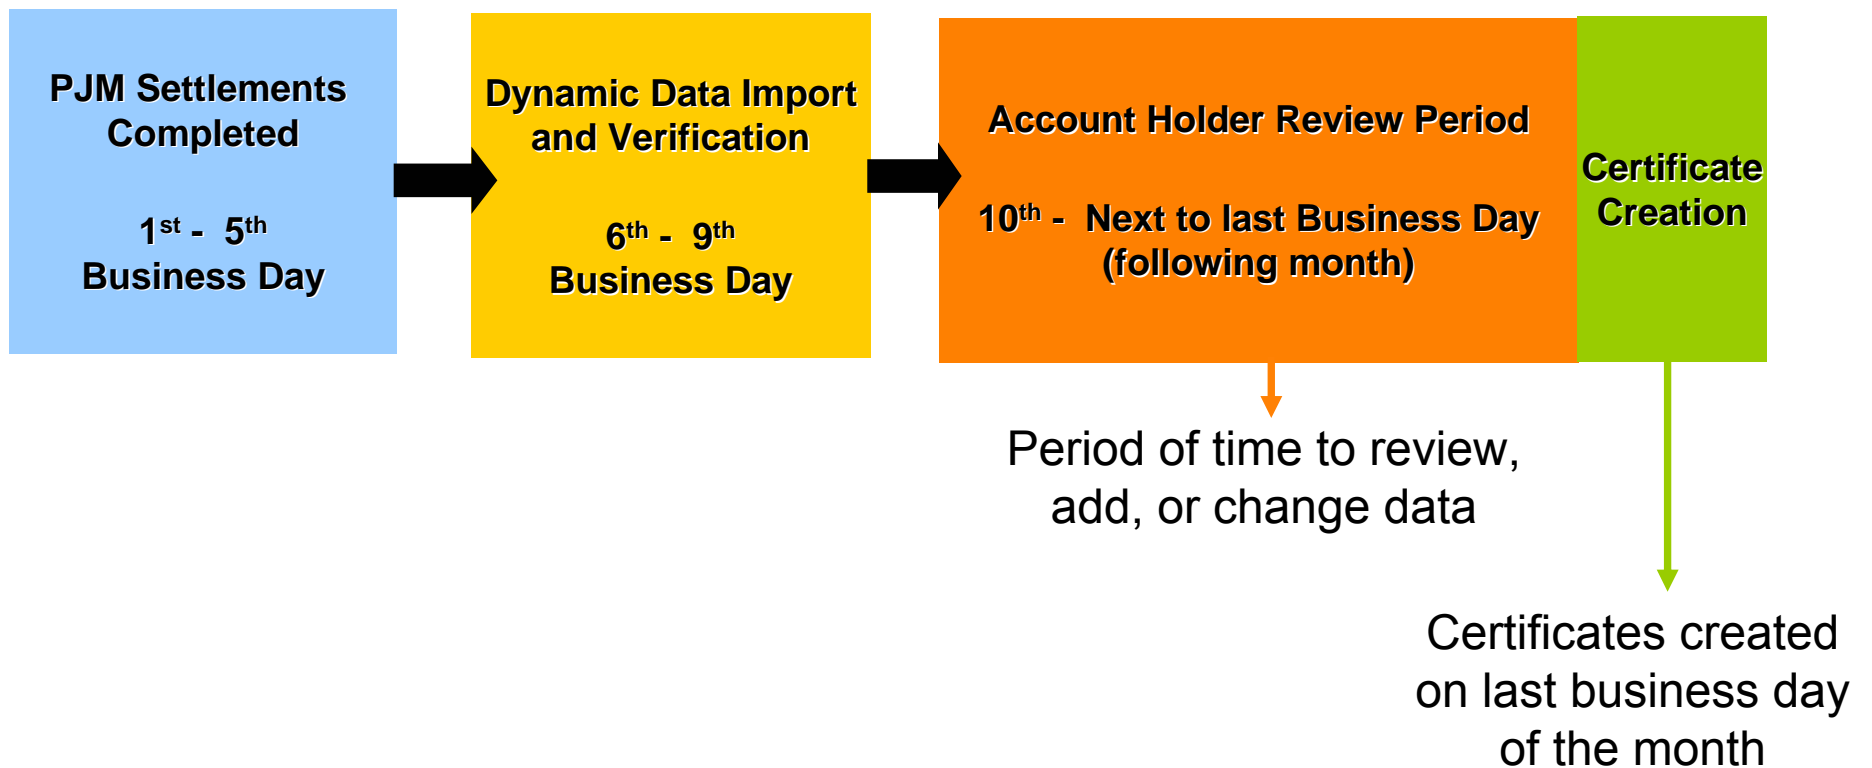 PJM Settlements
Completed
1st - 5th
Business Day
Dynamic Data Import
and Verification
6th - 9th
Business Day
Account Holder Review Period
10th - Next to last Business Day
(following month)
Certificate
Creation
Period of time to review,
add, or change data
Certificates created
on last business day
of the month